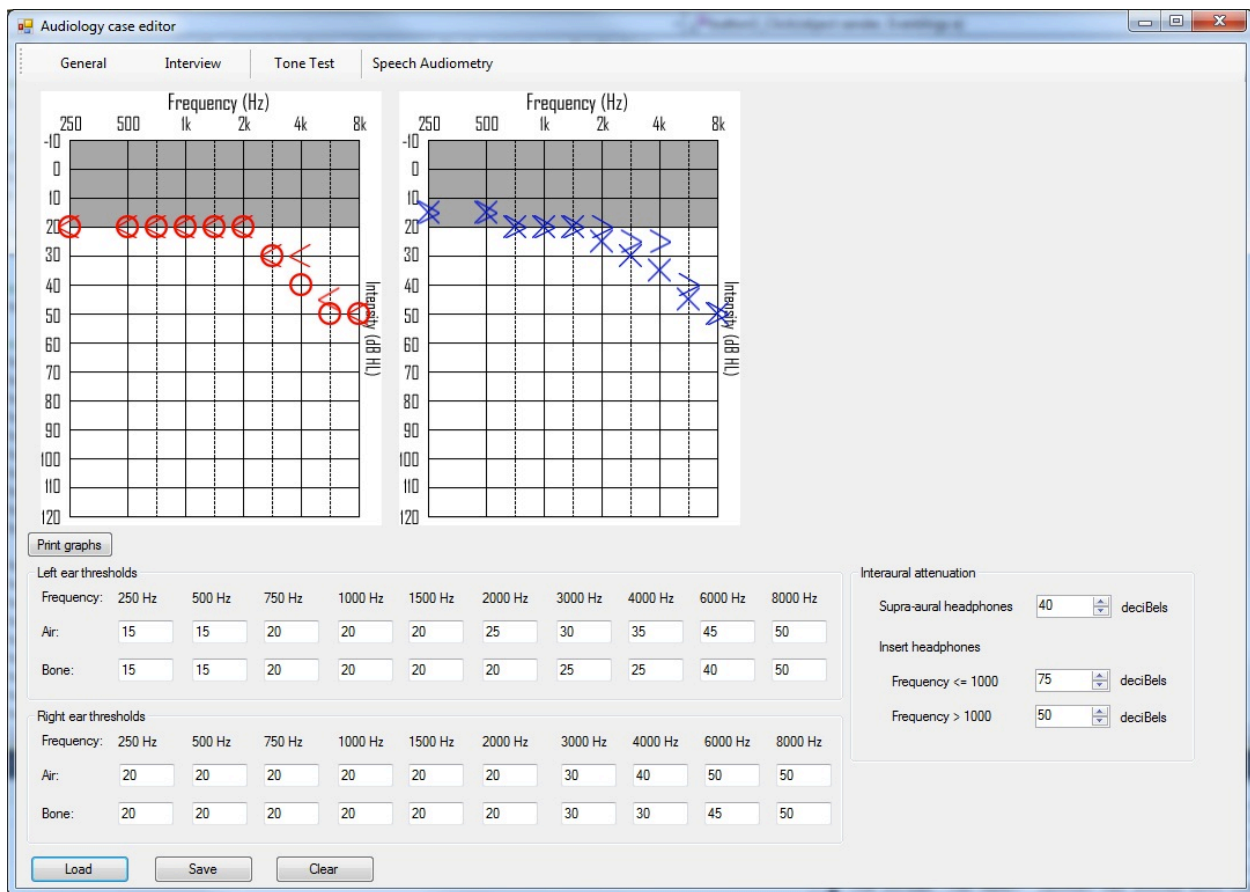 Audiology case editor
General Interview Tone Test Speech Audiometry
Frequency (Hz)
250 500 1k 2k 4k 8k
-10
0
10
20
30
40
50
60
70
80
90
100
110
120
Intensity (dB HL)
Frequency (Hz)
250 500 1k 2k 4k 8k
-10
0
10
20
30
40
50
60
70
80
90
100
110
120
Intensity (dB HL)
Print graphs
Left ear thresholds
Frequency: 250 Hz 500 Hz 750 Hz 1000 Hz 1500 Hz 2000 Hz 3000 Hz 4000 Hz 6000 Hz 8000 Hz
Air: 15 15 20 20 20 25 30 35 45 50
Bone: 15 15 20 20 20 20 25 25 40 50
Right ear thresholds
Frequency: 250 Hz 500 Hz 750 Hz 1000 Hz 1500 Hz 2000 Hz 3000 Hz 4000 Hz 6000 Hz 8000 Hz
Air: 20 20 20 20 20 20 30 40 50 50
Bone: 20 20 20 20 20 20 30 30 45 50
Interaural attenuation
Supra-aural headphones 40 deciBels
Insert headphones
Frequency <= 1000 75 deciBels
Frequency > 1000 50 deciBels
Load Save Clear